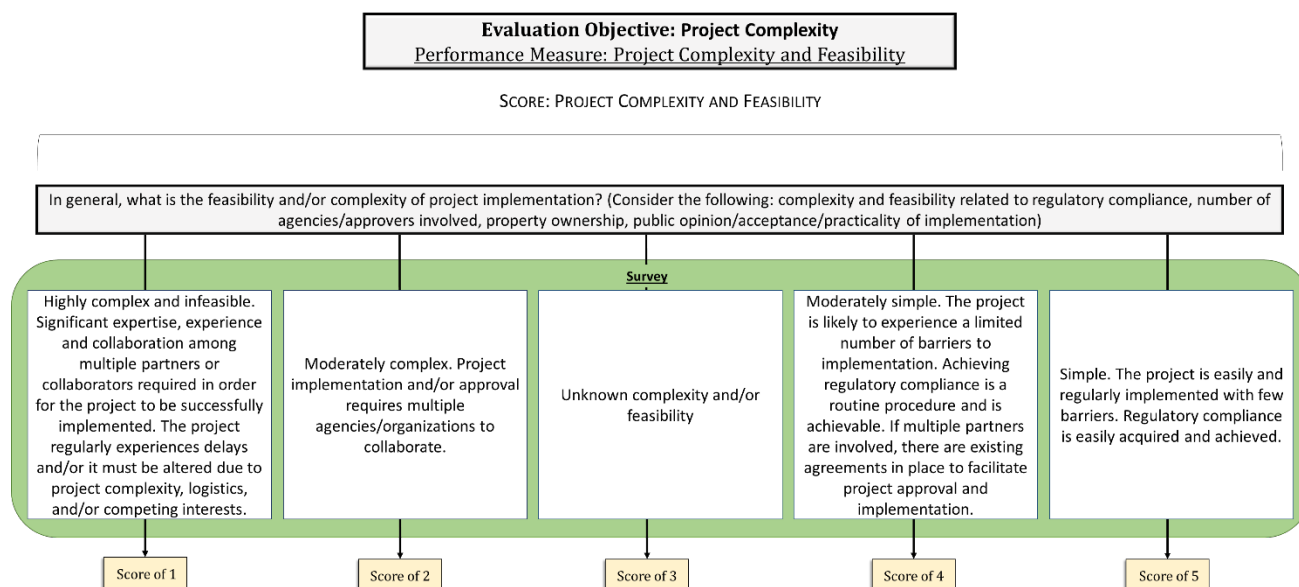 Evaluation Objective: Project Complexity
Performance Measure: Project Complexity and Feasibility
SCORE: PROJECT COMPLEXITY AND FEASIBILITY
In general, what is the feasibility and/or complexity of project implementation? (Consider the following: complexity and feasibility related to regulatory compliance, number of
agencies/approvers involved, property ownership, public opinion/acceptance/practicality of implementation)
Survey
Highly complex and infeasible.
Significant expertise, experience
and collaboration among
multiple partners or
collaborators required in order
for the project to be successfully
implemented. The project
regularly experiences delays
and/or it must be altered due to
project complexity, logistics,
and/or competing interests.
Moderately complex. Project
implementation and/or approval
requires multiple
agencies/organizations to
collaborate.
Unknown complexity and/or
feasibility
Moderately simple. The project
is likely to experience a limited
number of barriers to
implementation. Achieving
regulatory compliance is a
routine procedure and is
achievable. If multiple partners
are involved, there are existing
agreements in place to facilitate
project approval and
implementation.
Simple. The project is easily and
regularly implemented with few
barriers. Regulatory compliance
is easily acquired and achieved.
Score of 1
Score of 2
Score of 3
Score of 4
Score of 5